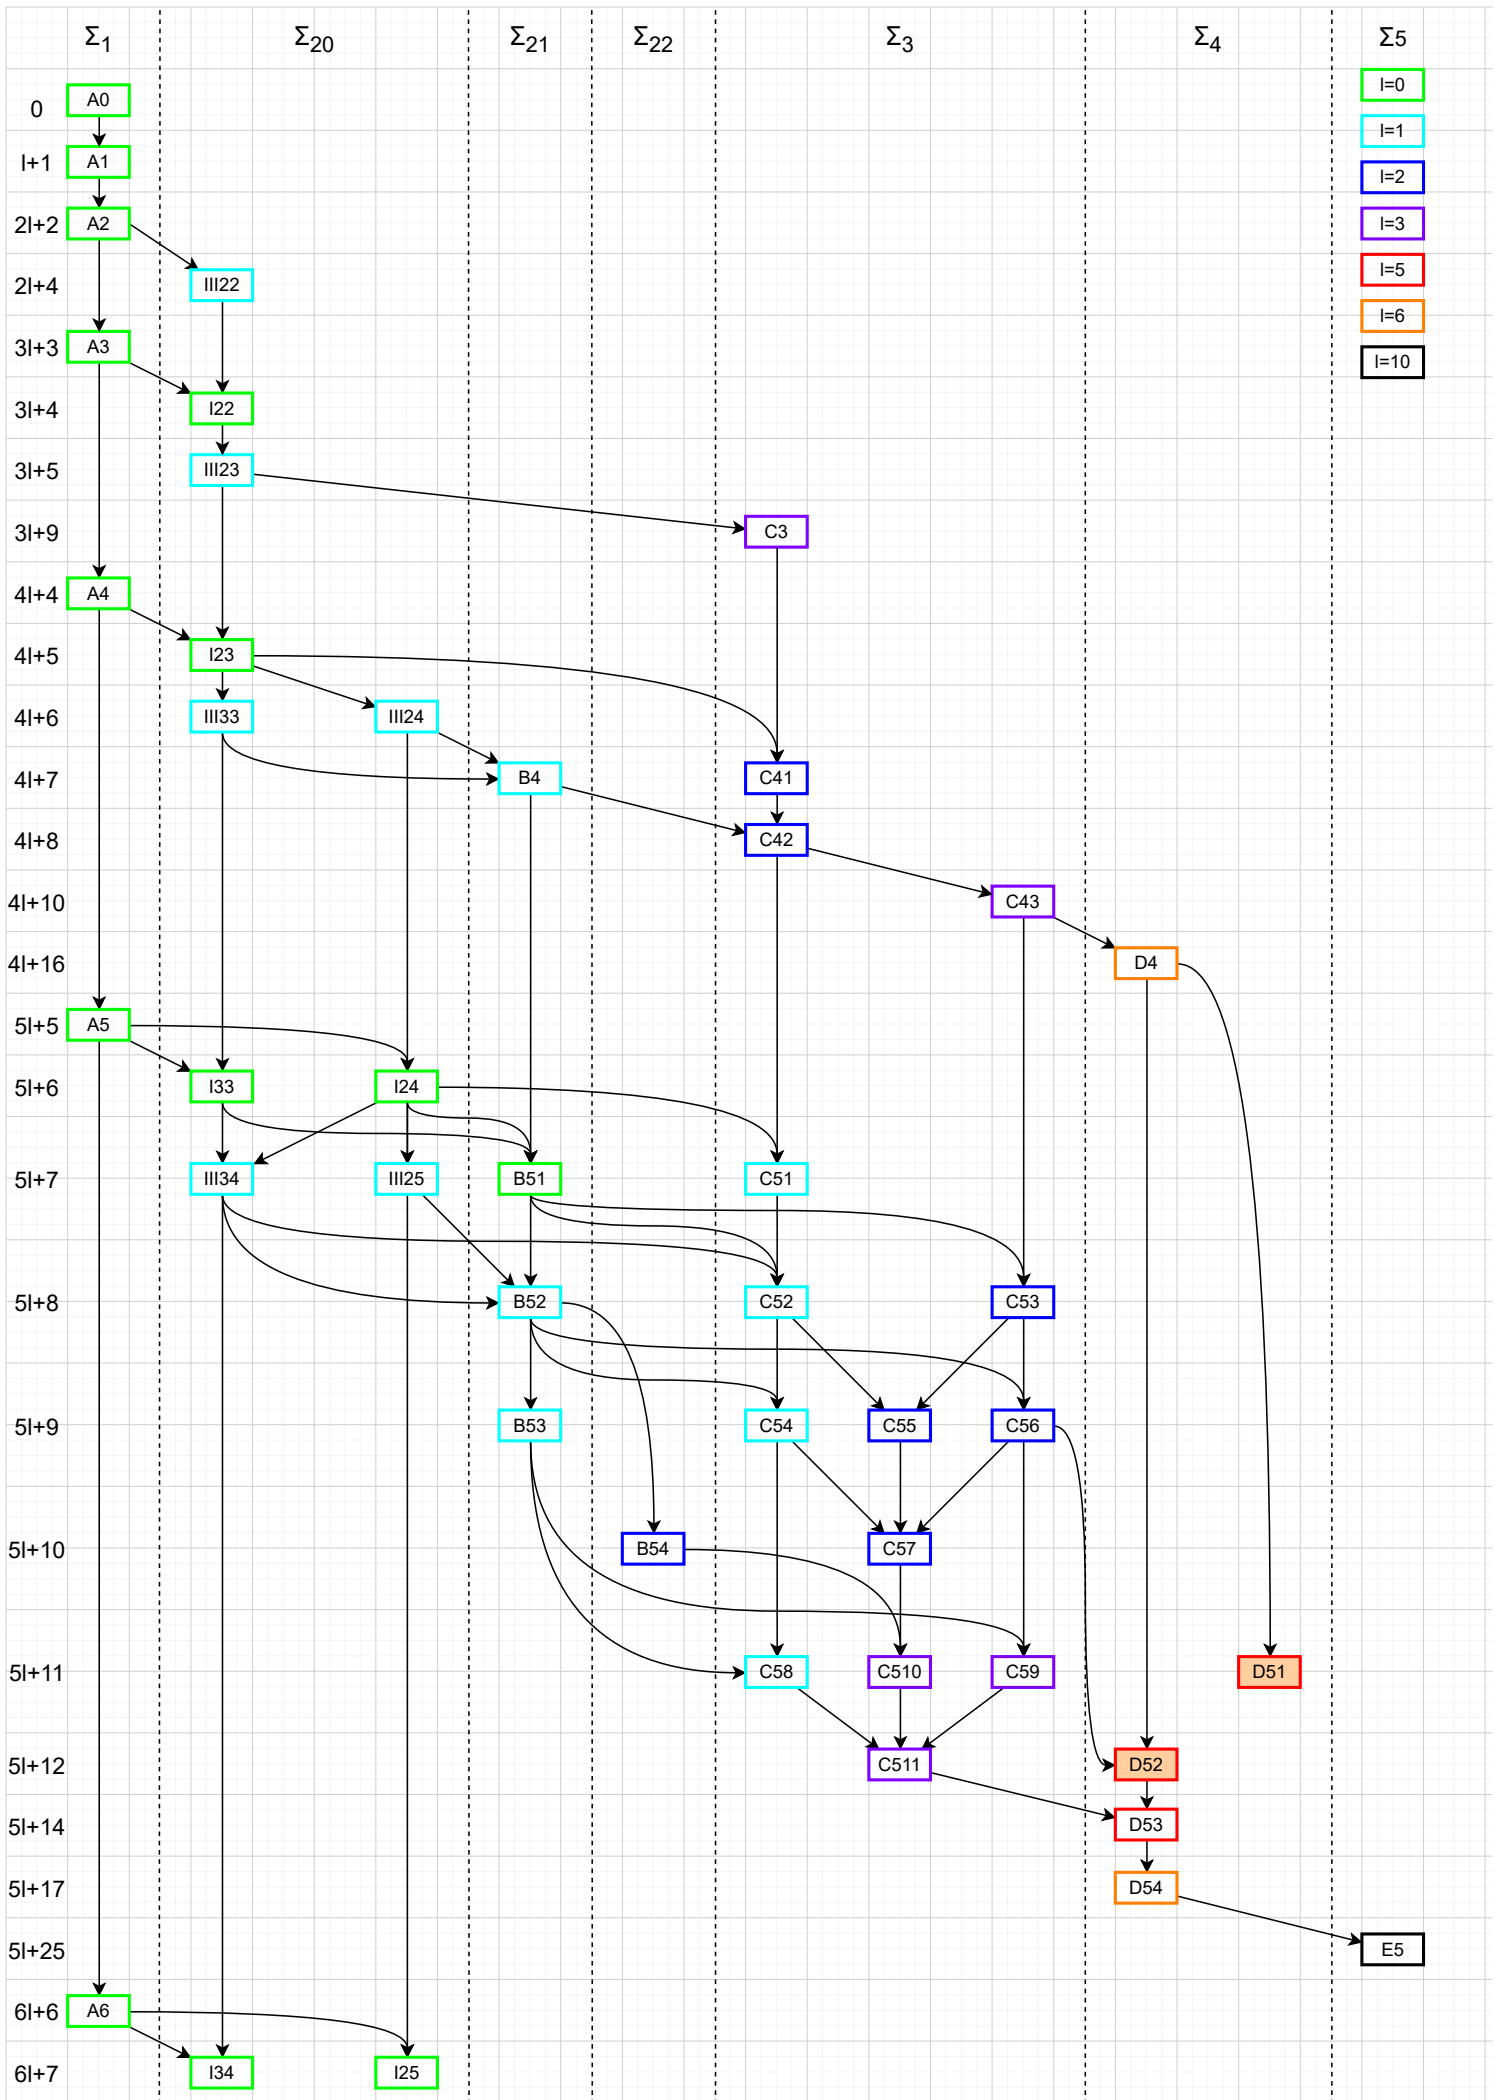 Σ1 Σ20 Σ21 Σ22 Σ3 Σ4 Σ5
0 A0 l=0
l=1
l+1 A1
l=2
2l+2 A2 l=3
l=5
2l+4 III22
l=6
3l+3 A3
l=10
3l+4 I22
3l+5 III23
3l+9 C3
4l+4 A4
4l+5 I23
4l+6 III33 III24
4l+7 B4 C41
4l+8 C42
4l+10 C43
4l+16 D4
5l+5 A5
5l+6 I33 I24
5l+7 III34 III25 B51 C51
5l+8 B52 C52 C53
5l+9 B53 C54 C55 C56
5l+10 B54 C57
5l+11 C58 C510 C59 D51
5l+12 C511 D52
5l+14 D53
5l+17 D54
5l+25 E5
6l+6 A6
6l+7 I34 I25